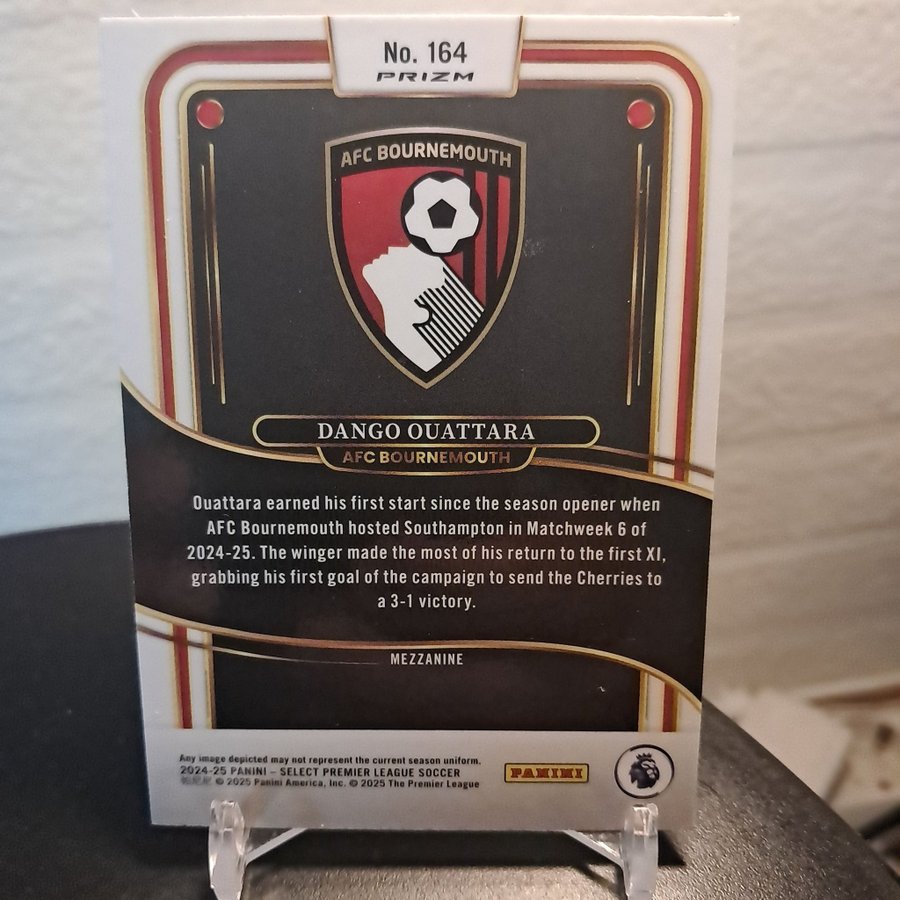 No. 164
PRIZM
AFC BOURNEMOUTH
DANGO OUATTARA
AFC BOURNEMOUTH
Ouattara earned his first start since the season opener when
AFC Bournemouth hosted Southampton in Matchweek 6 of
2024-25. The winger made the most of his return to the first XI,
grabbing his first goal of the campaign to send the Cherries to
a 3-1 victory.
MEZZANINE
Any image depicted may not represent the current season uniform.
2024-25 PANINI – SELECT PREMIER LEAGUE SOCCER
© 2025 Panini America, Inc. © 2025 The Premier League
PANINI